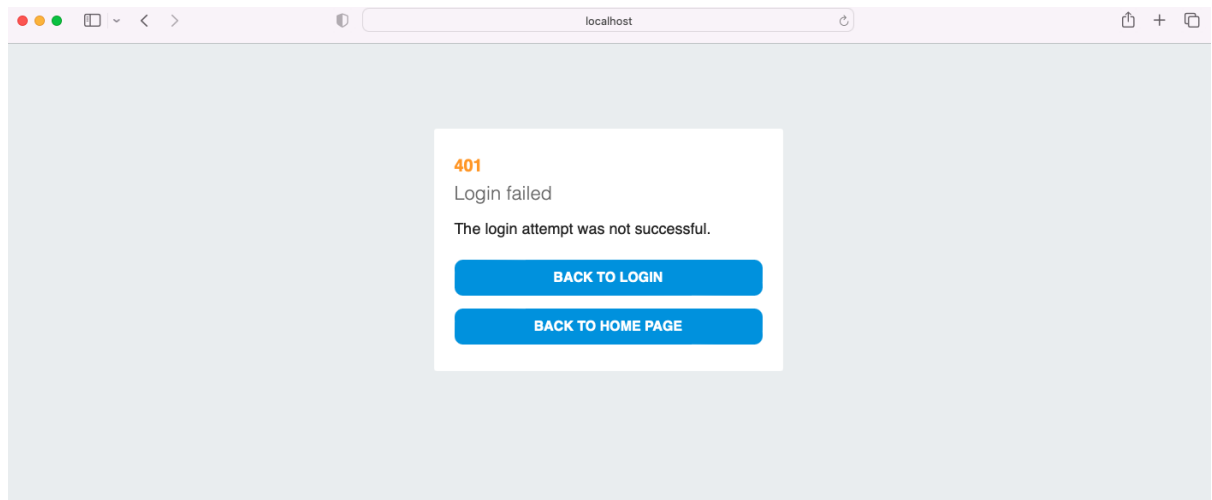 localhost
401
Login failed
The login attempt was not successful.
BACK TO LOGIN
BACK TO HOME PAGE